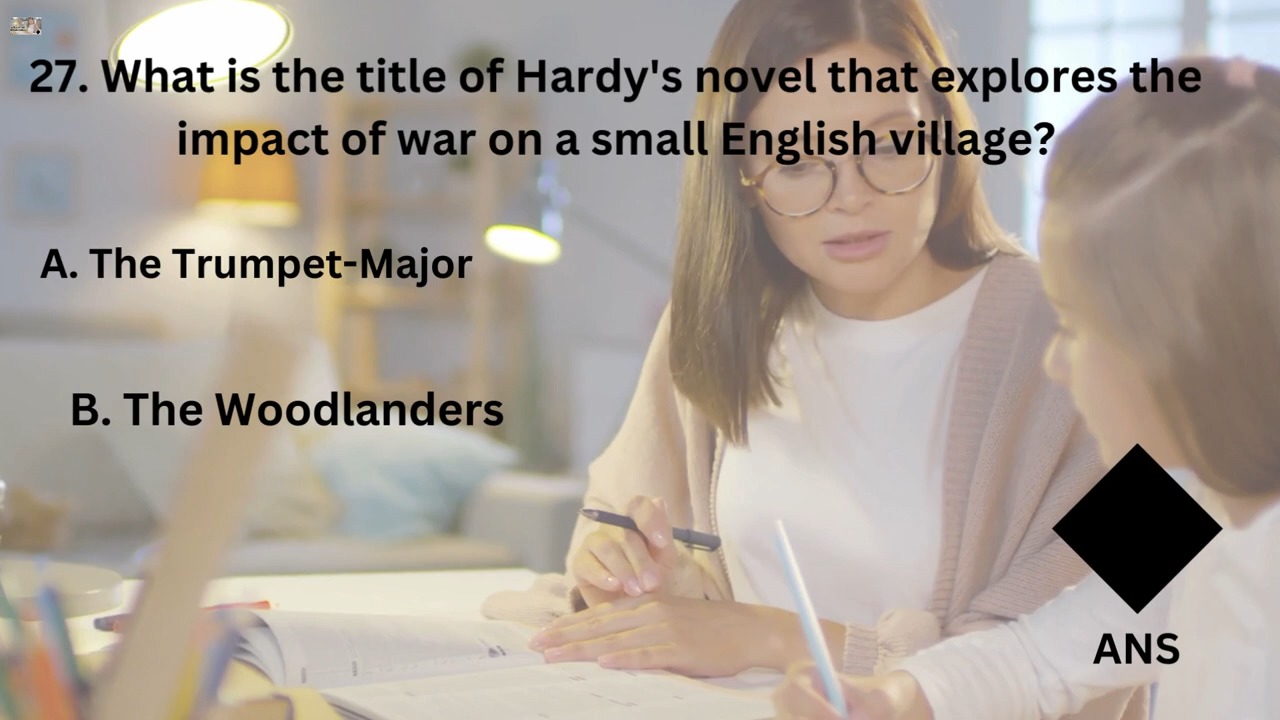 27. What is the title of Hardy's novel that explores the
impact of war on a small English village?
A. The Trumpet-Major
B. The Woodlanders
ANS